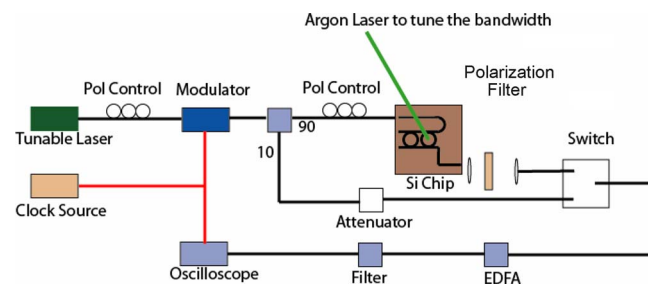 Argon Laser to tune the bandwidth
Pol Control
Modulator
Pol Control
Polarization
Filter
Tunable Laser
90
10
Switch
Si Chip
Clock Source
Attenuator
Oscilloscope
Filter
EDFA